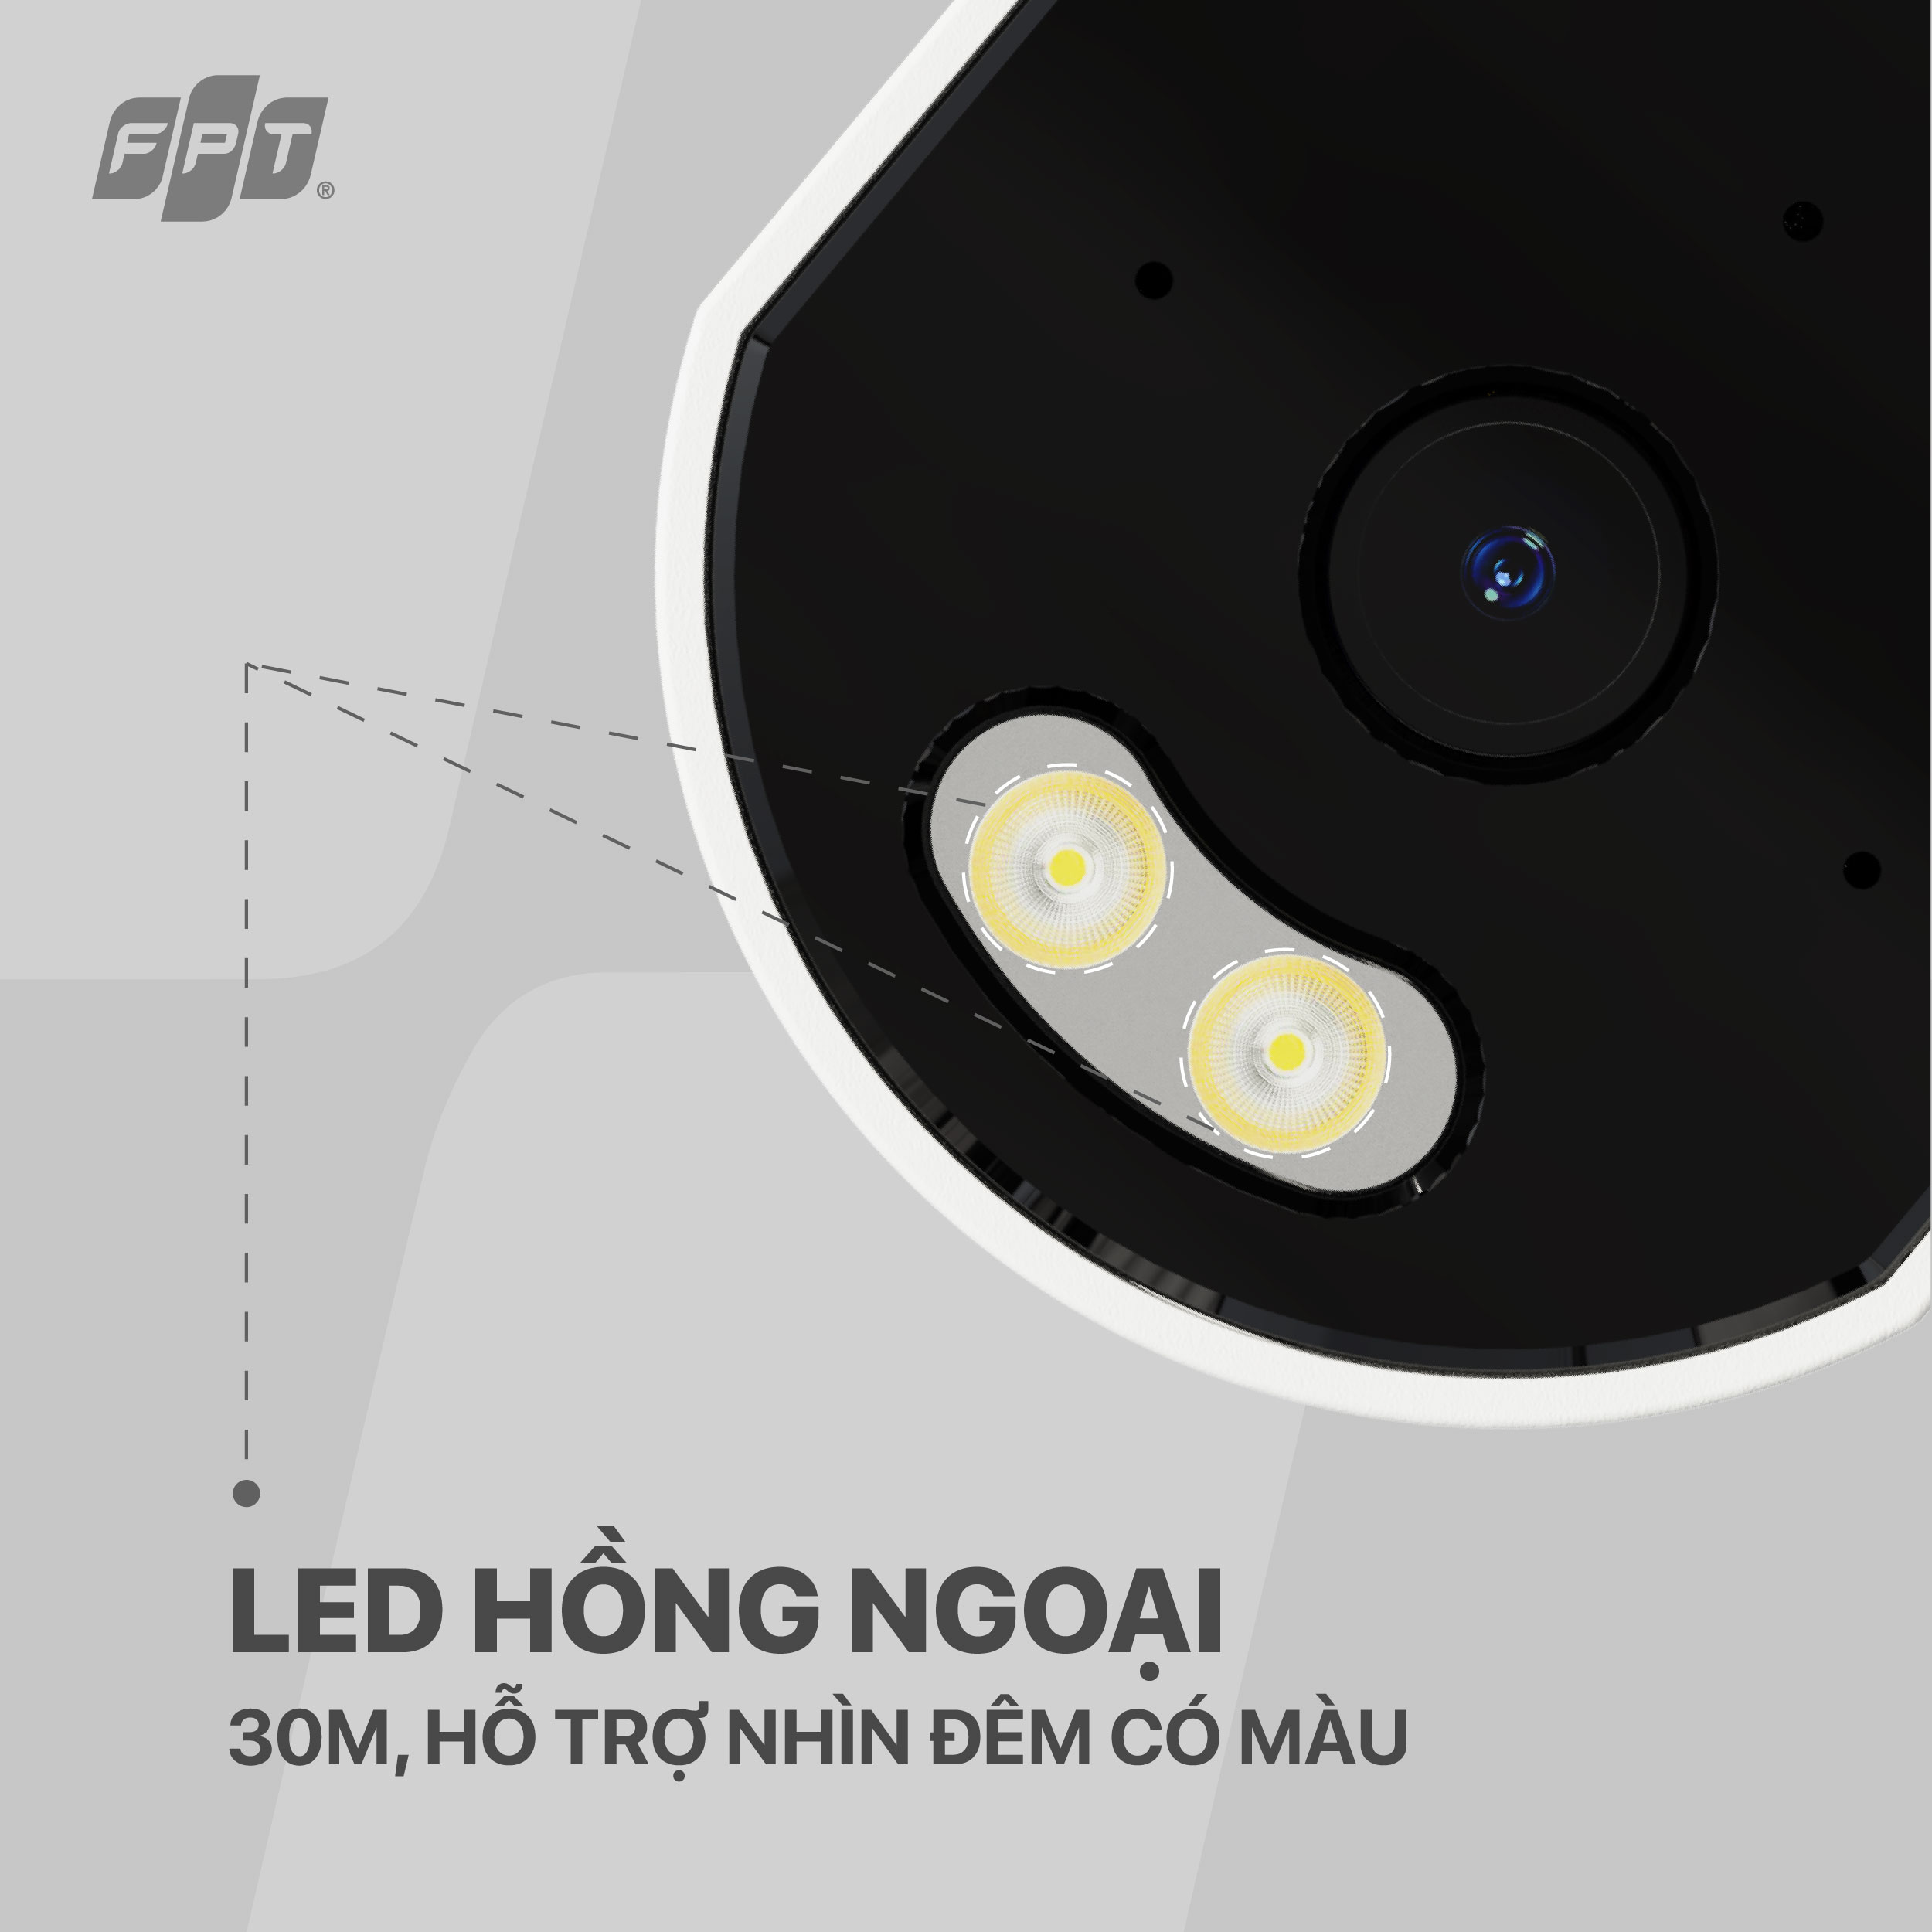 FPT®
LED HỒNG NGOẠI
30M, HỖ TRỢ NHÌN ĐÊM CÓ MÀU